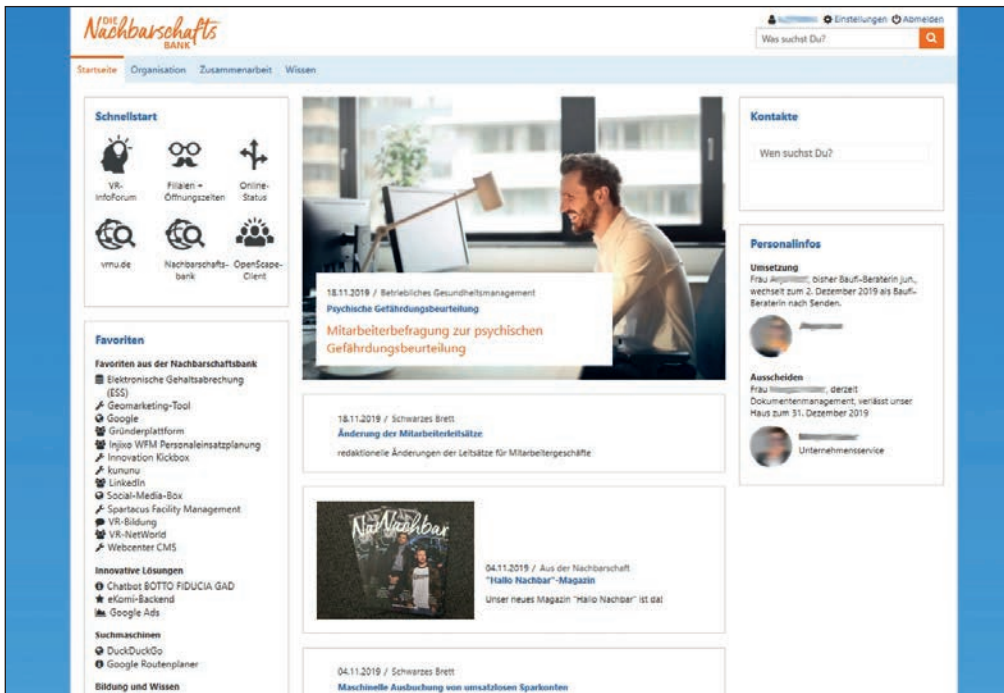 DIE
Nachbarschafts
BANK
Einstellungen Abmelden
Was suchst Du?
Startseite Organisation Zusammenarbeit Wissen
Schnellstart
VR-
InfoForum
Filialen +
Öffnungszeiten
Online-
Status
vrnu.de
Nachbarschafts-
bank
OpenScape-
Client
Favoriten
Favoriten aus der Nachbarschaftsbank
Elektronische Gehaltsabrechung
(ESS)
Geomarketing-Tool
Google
Gründerplattform
Injixo WFM Personaleinsatzplanung
Innovation Kickbox
kununu
LinkedIn
Social-Media-Box
Spartacus Facility Management
VR-Bildung
VR-NetWorld
Webcenter CMS
Innovative Lösungen
Chatbot BOTTO FIDUCIA GAD
eKomi-Backend
Google Ads
Suchmaschinen
DuckDuckGo
Google Routenplaner
Bildung und Wissen
18.11.2019 / Betriebliches Gesundheitsmanagement
Psychische Gefährdungsbeurteilung
Mitarbeiterbefragung zur psychischen
Gefährdungsbeurteilung
18.11.2019 / Schwarzes Brett
Änderung der Mitarbeiterleitsätze
redaktionelle Änderungen der Leitsätze für Mitarbeitergeschäfte
Nachbar
04.11.2019 / Aus der Nachbarschaft
"Hallo Nachbar"-Magazin
Unser neues Magazin "Hallo Nachbar" ist da!
04.11.2019 / Schwarzes Brett
Maschinelle Ausbuchung von umsatzlosen Sparkonten
Kontakte
Wen suchst Du?
Personalinfos
Umsetzung
Frau , bisher Baufi-Beraterin jun.,
wechselt zum 2. Dezember 2019 als Baufi-
Beraterin nach Senden.
Ausscheiden
Frau , derzeit
Dokumentenmanagement, verlässt unser
Haus zum 31. Dezember 2019
Unternehmensservice